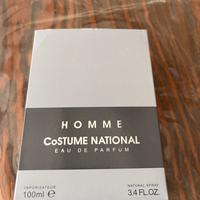 HOMME
CoSTUME NATIONAL
EAU DE PARFUM
VAPORISATEUR
100ml ℮
NATURAL SPRAY
3.4 FL.OZ.